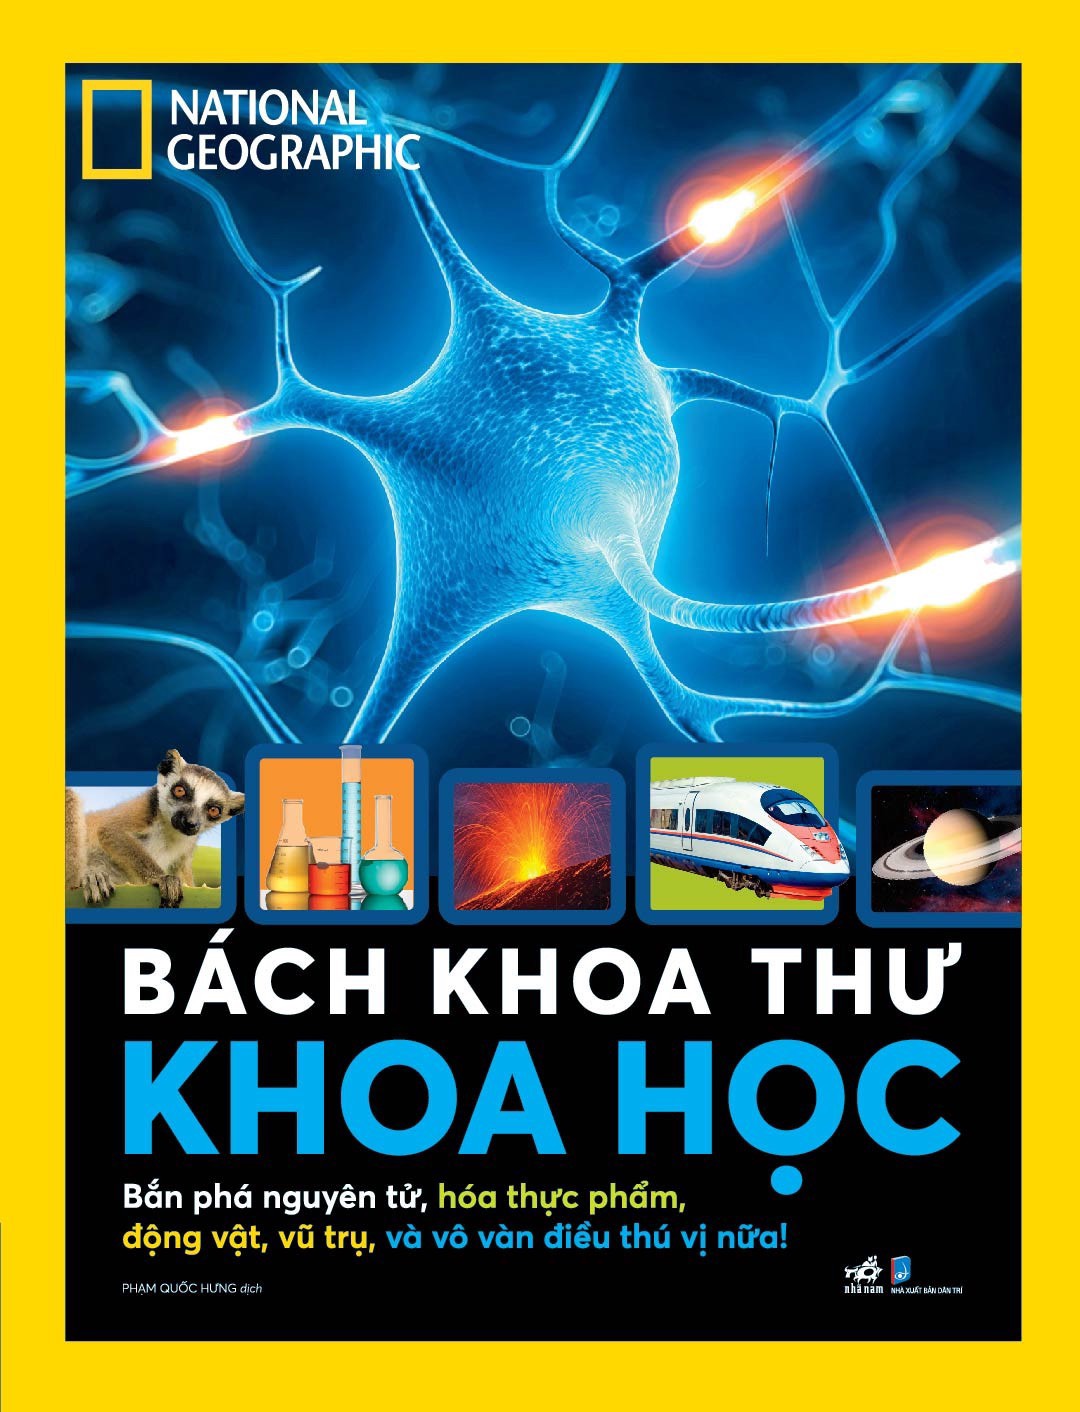 NATIONAL
GEOGRAPHIC
BÁCH KHOA THƯ
KHOA HỌC
Bắn phá nguyên tử, hóa thực phẩm,
động vật, vũ trụ, và vô vàn điều thú vị nữa!
PHẠM QUỐC HƯNG dịch
nhã nam
NHÀ XUẤT BẢN DÂN TRÍ